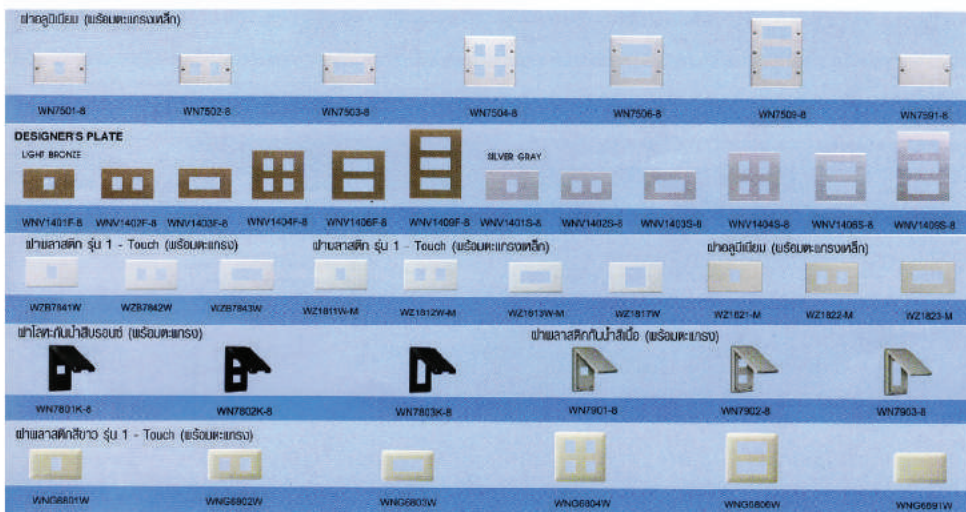 ฝาอลูมิเนียม (พร้อมตะแกรงเหล็ก)
WN7501-8 WN7502-8 WN7503-8 WN7504-8 WN7506-8 WN7509-8 WN7591-8
DESIGNER'S PLATE
LIGHT BRONZE SILVER GRAY
WNV1401F-8 WNV1402F-8 WNV1403F-8 WNV1404F-8 WNV1406F-8 WNV1409F-8 WNV1401S-8 WNV1402S-8 WNV1403S-8 WNV1404S-8 WNV1406S-8 WNV1409S-8
ฝาพลาสติก รุ่น 1 - Touch (พร้อมตะแกรง) ฝาพลาสติก รุ่น 1 - Touch (พร้อมตะแกรงเหล็ก) ฝาอลูมิเนียม (พร้อมตะแกรงเหล็ก)
WZB7841W WZB7842W WZB7843W WZ1811W-M WZ1812W-M WZ1813W-M WZ1817W WZ1821-M WZ1822-M WZ1823-M
ฝาโลหะกันน้ำสีบรอนซ์ (พร้อมตะแกรง) ฝาพลาสติกกันน้ำสีเนื้อ (พร้อมตะแกรง)
WN7801K-8 WN7802K-8 WN7803K-8 WN7901-8 WN7902-8 WN7903-8
ฝาพลาสติกสีขาว รุ่น 1 - Touch (พร้อมตะแกรง)
WNG6801W WNG6802W WNG6803W WNG6804W WNG6806W WNG6891W